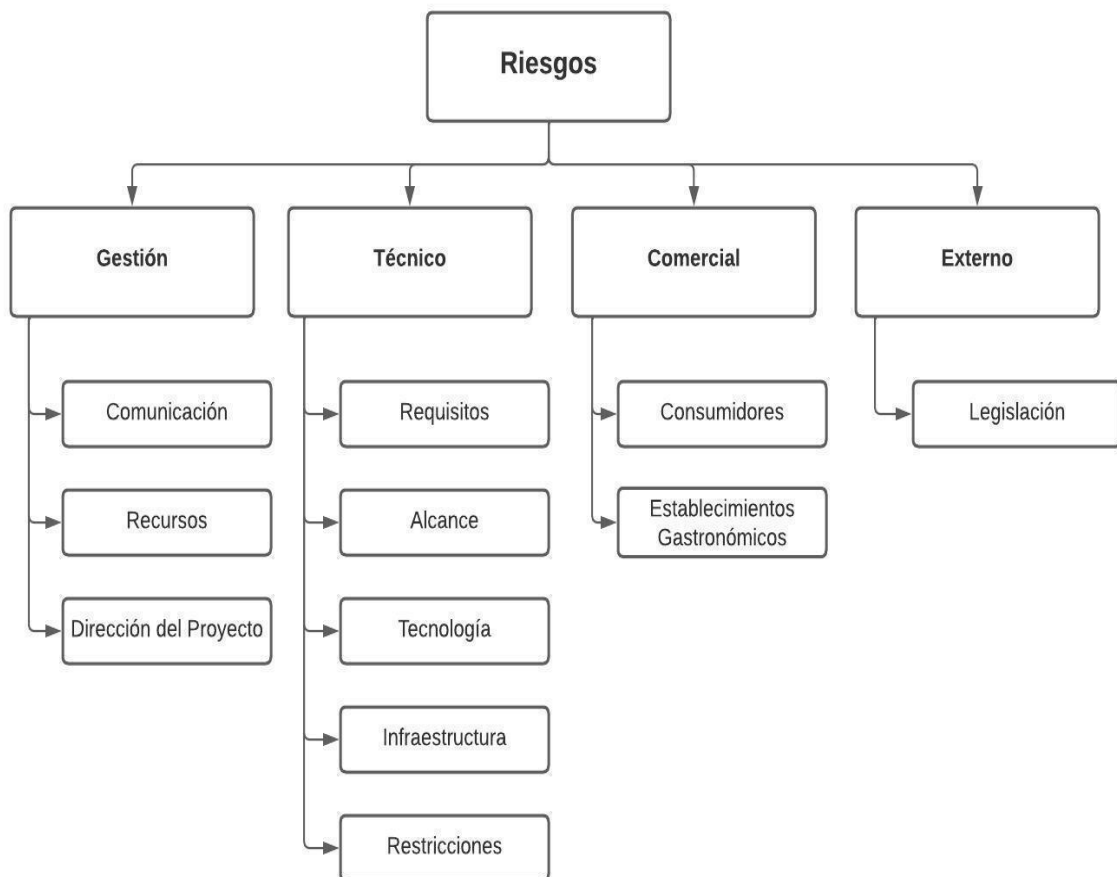 Riesgos
Gestión
Técnico
Comercial
Externo
Comunicación
Requisitos
Consumidores
Legislación
Recursos
Alcance
Establecimientos
Gastronómicos
Dirección del Proyecto
Tecnología
Infraestructura
Restricciones